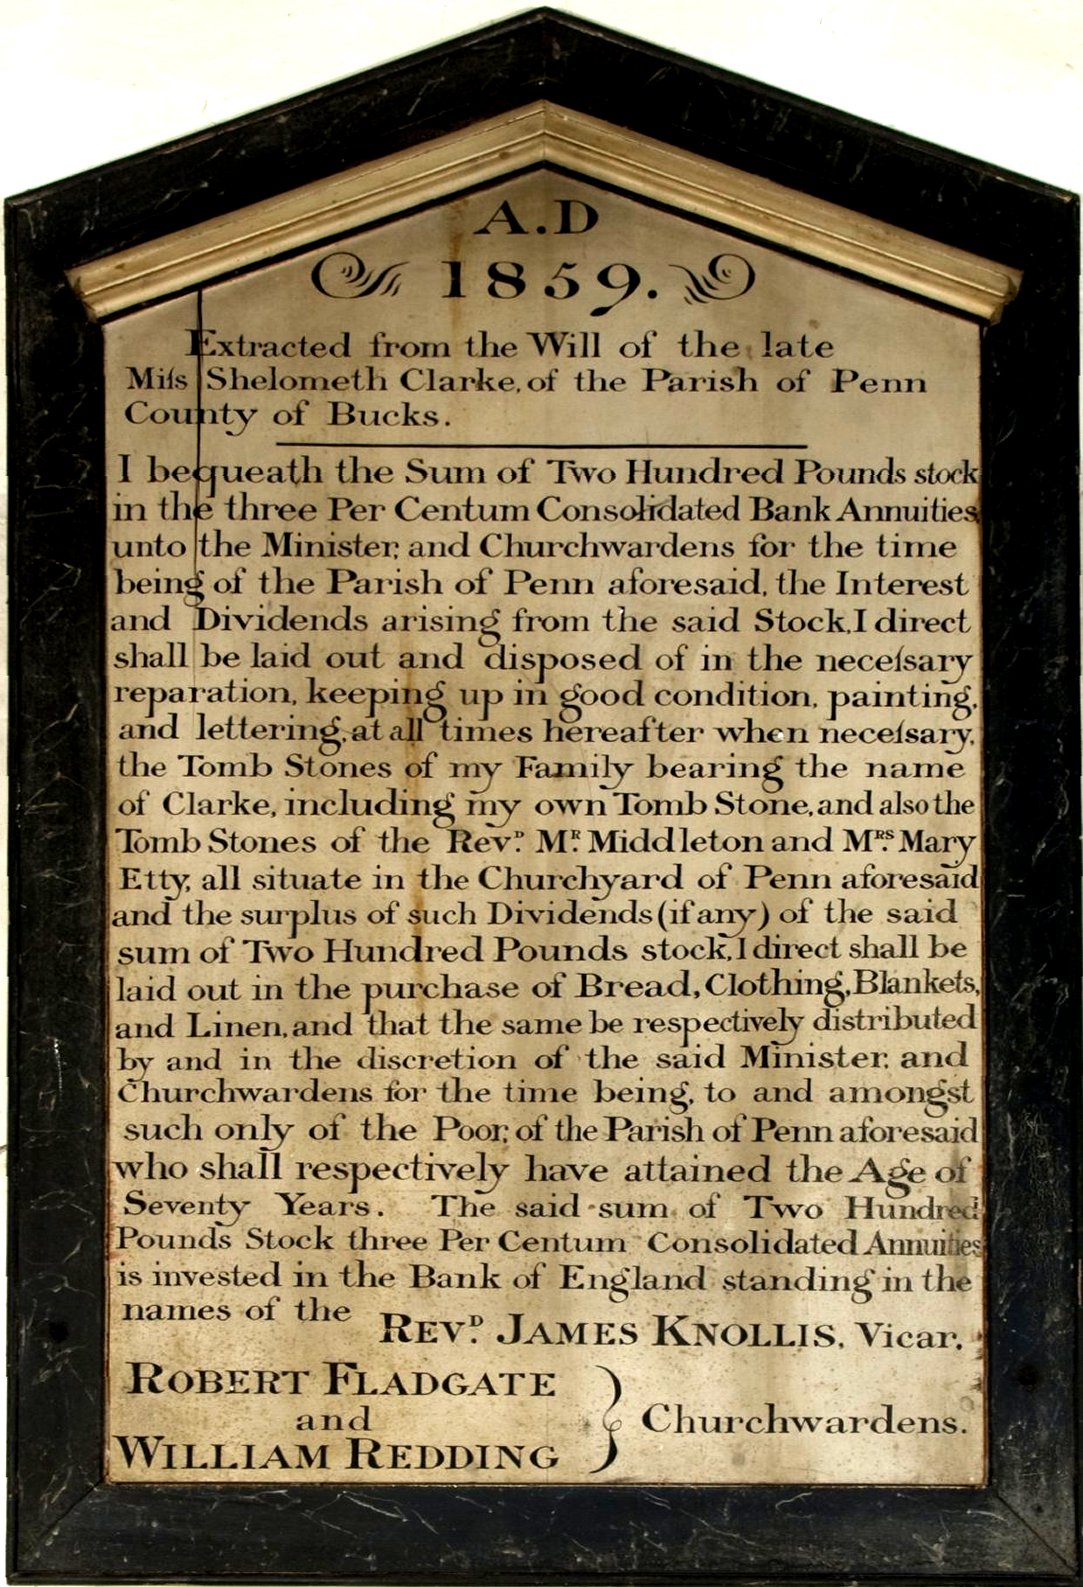 A.D
1859.
Extracted from the Will of the late
Miſs Shelometh Clarke, of the Parish of Penn
County of Bucks.
I bequeath the Sum of Two Hundred Pounds stock
in the three Per Centum Consolidated Bank Annuities
unto the Minister, and Churchwardens for the time
being of the Parish of Penn aforesaid, the Interest
and Dividends arising from the said Stock, I direct
shall be laid out and disposed of in the neceſsary
reparation, keeping up in good condition, painting,
and lettering, at all times hereafter when neceſsary,
the Tomb Stones of my Family bearing the name
of Clarke, including my own Tomb Stone, and also the
Tomb Stones of the Revᴰ. Mᴿ. Middleton and Mᴿˢ. Mary
Etty, all situate in the Churchyard of Penn aforesaid
and the surplus of such Dividends (if any) of the said
sum of Two Hundred Pounds stock, I direct shall be
laid out in the purchase of Bread, Clothing, Blankets,
and Linen, and that the same be respectively distributed
by and in the discretion of the said Minister, and
Churchwardens for the time being, to and amongst
such only of the Poor, of the Parish of Penn aforesaid
who shall respectively have attained the Age of
Seventy Years. The said sum of Two Hundred
Pounds Stock three Per Centum Consolidated Annuities
is invested in the Bank of England standing in the
names of the REVᴰ. JAMES KNOLLIS, Vicar,
ROBERT FLADGATE
and
WILLIAM REDDING
Churchwardens.